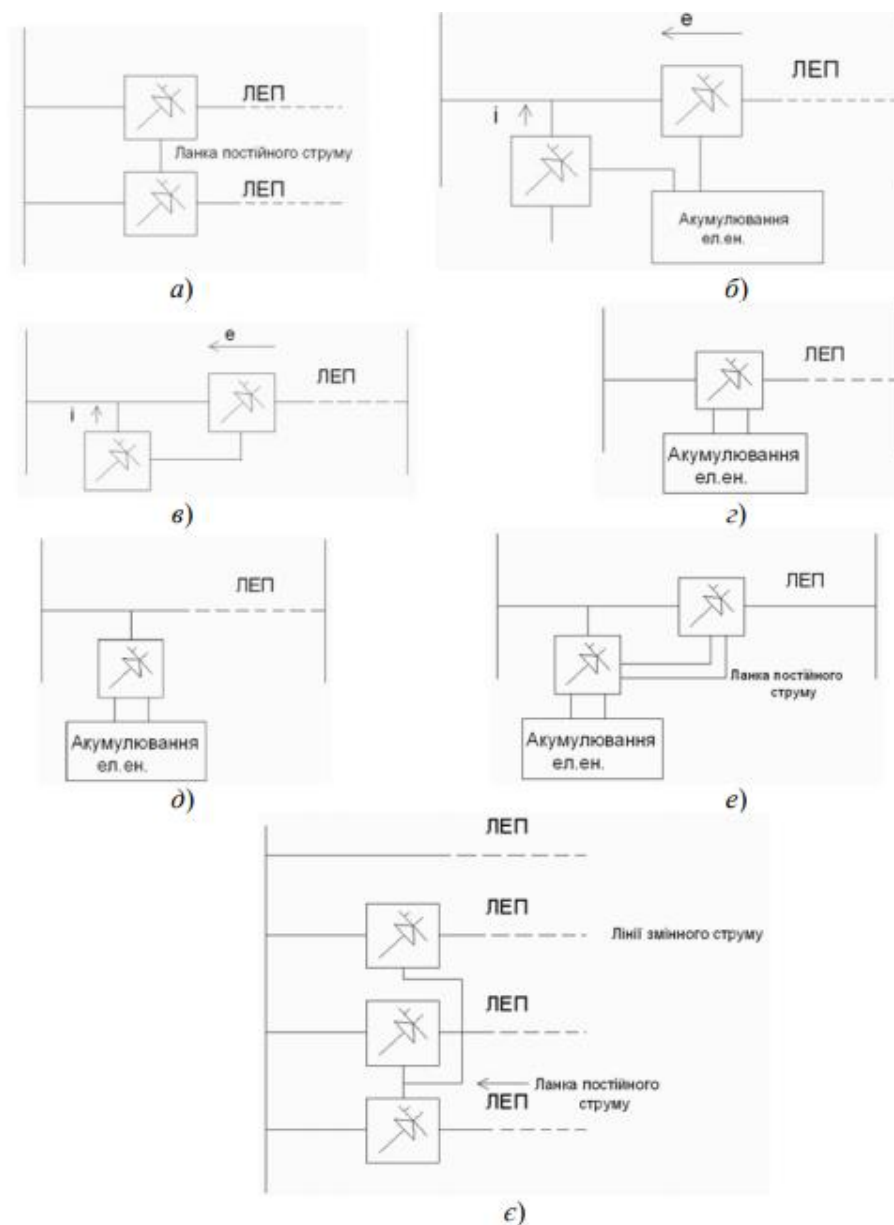 ЛЕП
Ланка постійного струму
ЛЕП
а)
e
ЛЕП
i
Акумулювання
ел.ен.
б)
e
ЛЕП
i
в)
ЛЕП
Акумулювання
ел.ен.
г)
ЛЕП
Акумулювання
ел.ен.
д)
ЛЕП
Ланка постійного
струму
Акумулювання
ел.ен.
е)
ЛЕП
ЛЕП
Лінії змінного струму
ЛЕП
Ланка постійного
струму
ЛЕП
є)